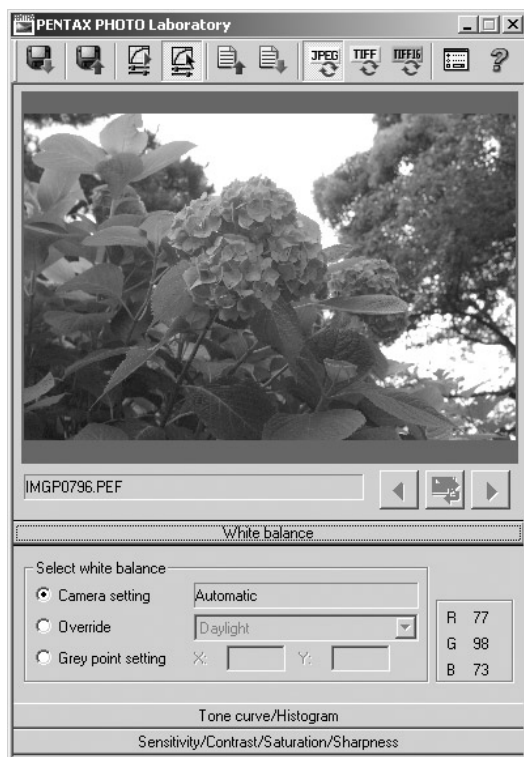 PENTAX PHOTO Laboratory
JPEG TIFF TIFF16
IMGP0796.PEF
White balance
Select white balance
Camera setting Automatic
Override Daylight
Grey point setting X: Y:
R 77
G 98
B 73
Tone curve/Histogram
Sensitivity/Contrast/Saturation/Sharpness